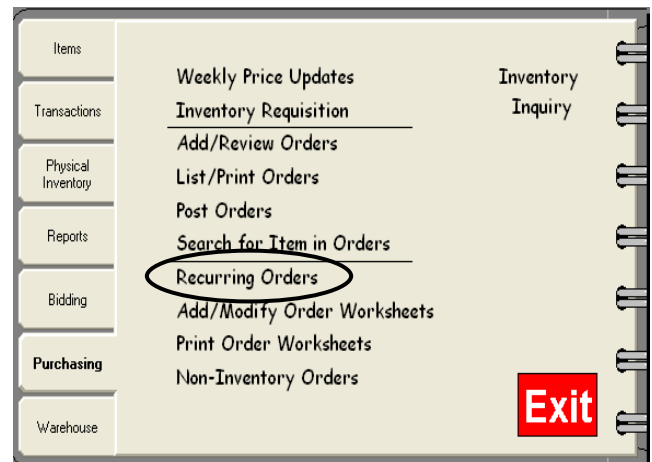 Items
Transactions
Physical
Inventory
Reports
Bidding
Purchasing
Warehouse
Weekly Price Updates
Inventory Requisition
Add/Review Orders
List/Print Orders
Post Orders
Search for Item in Orders
Recurring Orders
Add/Modify Order Worksheets
Print Order Worksheets
Non-Inventory Orders
Inventory
Inquiry
Exit